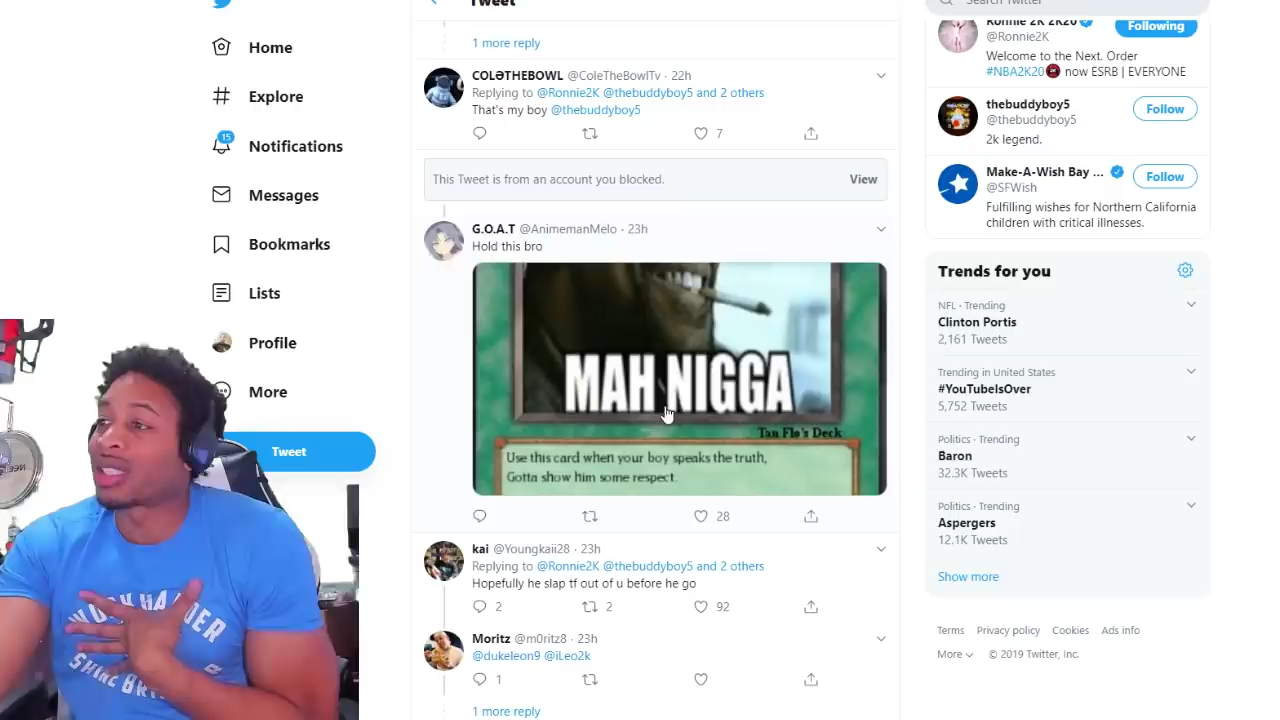 Home
Explore
15
Notifications
Messages
Bookmarks
Lists
Profile
More
Tweet
Tweet
1 more reply
COLƏTHEBOWL @ColeTheBowlTv · 22h
Replying to @Ronnie2K @thebuddyboy5 and 2 others
That's my boy @thebuddyboy5
7
This Tweet is from an account you blocked.
View
G.O.A.T @AnimemanMelo · 23h
Hold this bro
MAH NIGGA
Tan Flo's Deck
Use this card when your boy speaks the truth,
Gotta show him some respect.
28
kai @Youngkaii28 · 23h
Replying to @Ronnie2K @thebuddyboy5 and 2 others
Hopefully he slap tf out of u before he go
2 2 92
Moritz @m0ritz8 · 23h
@dukeleon9 @iLeo2k
1
1 more reply
Search Twitter
Ronnie 2K 2K20
@Ronnie2K
Following
Welcome to the Next. Order
#NBA2K20 now ESRB | EVERYONE
thebuddyboy5
@thebuddyboy5
Follow
2k legend.
Make-A-Wish Bay ...
@SFWish
Follow
Fulfilling wishes for Northern California
children with critical illnesses.
Trends for you
NFL · Trending
Clinton Portis
2,161 Tweets
Trending in United States
#YouTubeIsOver
5,752 Tweets
Politics · Trending
Baron
32.3K Tweets
Politics · Trending
Aspergers
12.1K Tweets
Show more
Terms Privacy policy Cookies Ads info
More © 2019 Twitter, Inc.
WORK HARDER